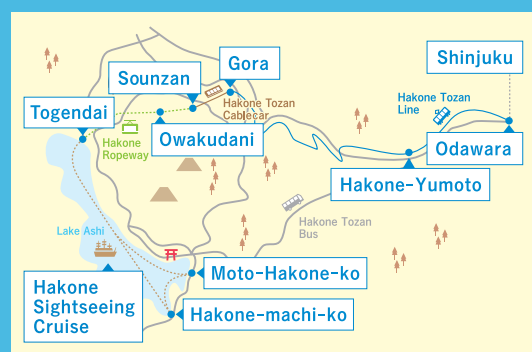 Shinjuku
Gora
Sounzan
Hakone Tozan
Line
Hakone Tozan
Cablecar
Togendai
Owakudani
Odawara
Hakone
Ropeway
Hakone-Yumoto
Hakone Tozan
Bus
Lake Ashi
Moto-Hakone-ko
Hakone
Sightseeing
Cruise
Hakone-machi-ko